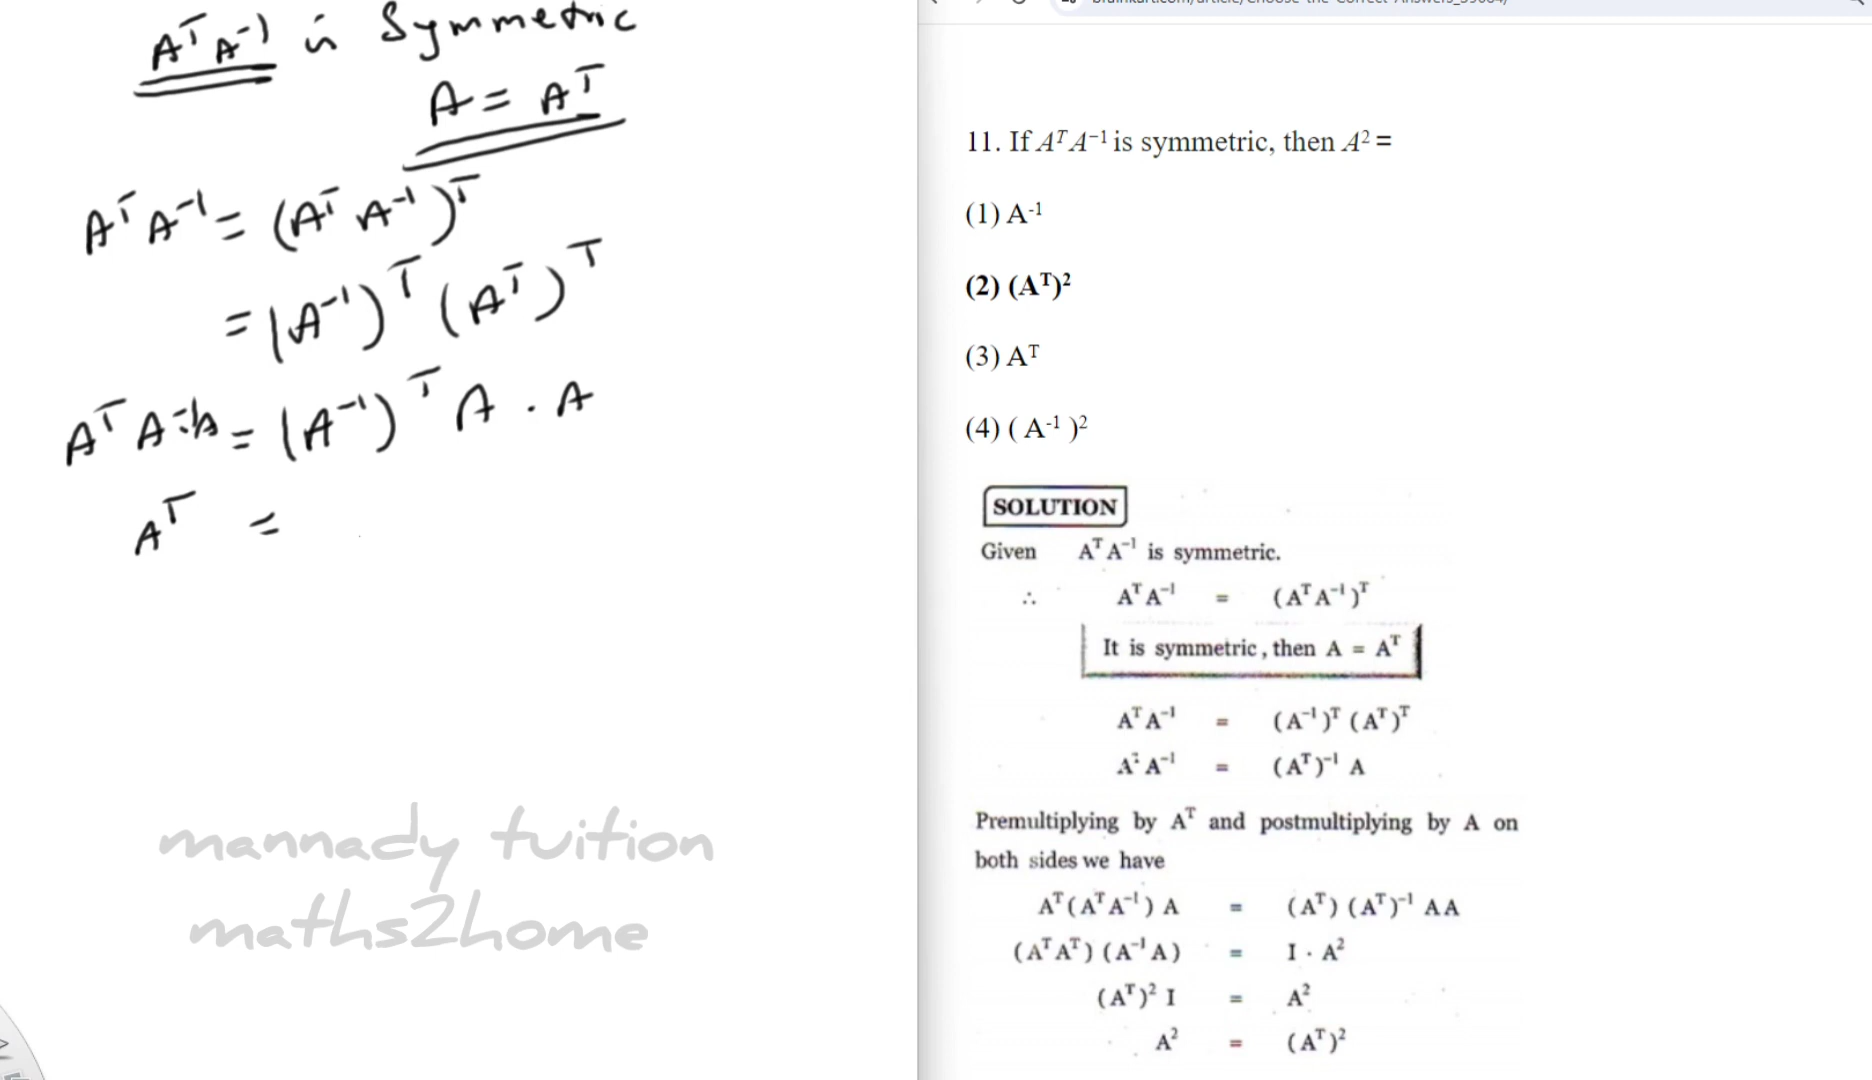 AᵀA⁻¹ is Symmetric
A = Aᵀ
AᵀA⁻¹ = (AᵀA⁻¹)ᵀ
= (A⁻¹)ᵀ (Aᵀ)ᵀ
AᵀA⁻¹A = (A⁻¹)ᵀ A . A
Aᵀ =
mannady tuition
maths2home
11. If AᵀA⁻¹ is symmetric, then A² =
(1) A⁻¹
(2) (Aᵀ)²
(3) Aᵀ
(4) ( A⁻¹ )²
SOLUTION
Given AᵀA⁻¹ is symmetric.
∴ AᵀA⁻¹ = (AᵀA⁻¹)ᵀ
It is symmetric, then A = Aᵀ
AᵀA⁻¹ = (A⁻¹)ᵀ (Aᵀ)ᵀ
AᵀA⁻¹ = (Aᵀ)⁻¹ A
Premultiplying by Aᵀ and postmultiplying by A on
both sides we have
Aᵀ(AᵀA⁻¹) A = (Aᵀ) (Aᵀ)⁻¹ AA
(AᵀAᵀ) (A⁻¹A) = I · A²
(Aᵀ)² I = A²
A² = (Aᵀ)²